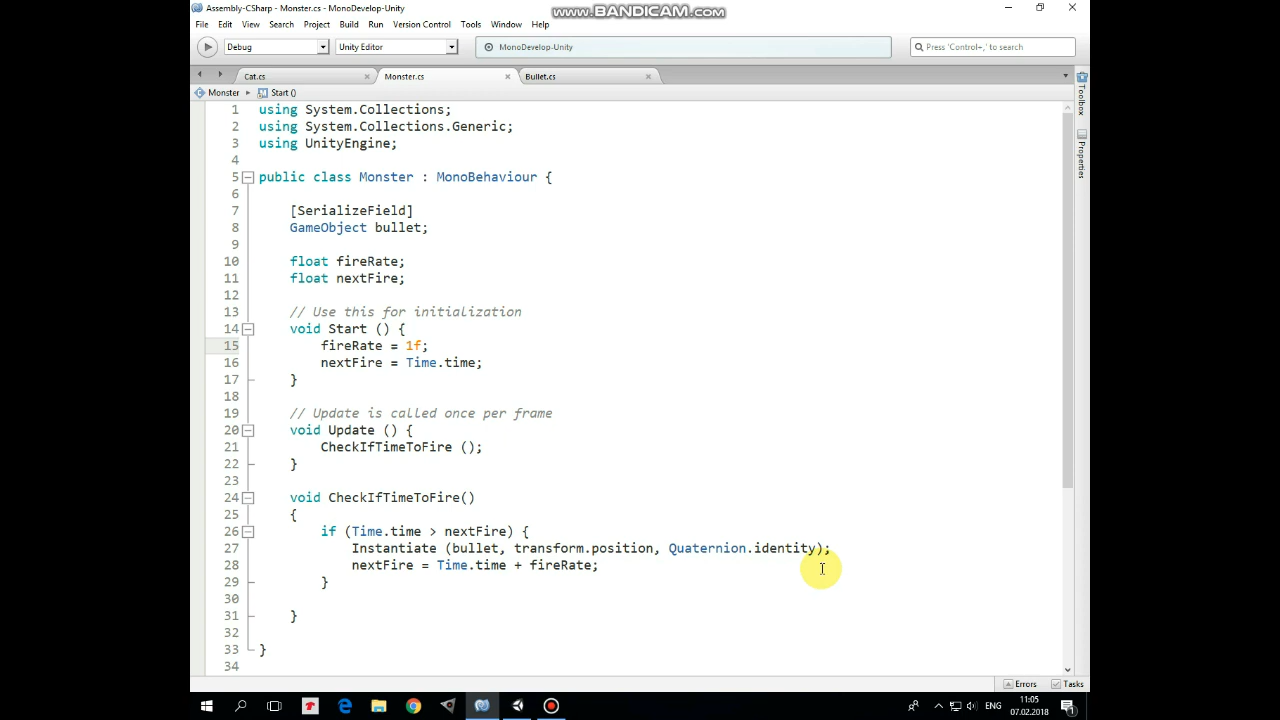 Assembly-CSharp - Monster.cs - MonoDevelop-Unity
www.BANDICAM.com
File Edit View Search Project Build Run Version Control Tools Window Help
Debug Unity Editor MonoDevelop-Unity Press 'Control+,' to search
Cat.cs Monster.cs Bullet.cs
Monster Start ()
Toolbox
Properties
1 using System.Collections;
2 using System.Collections.Generic;
3 using UnityEngine;
4
5 public class Monster : MonoBehaviour {
6
7 [SerializeField]
8 GameObject bullet;
9
10 float fireRate;
11 float nextFire;
12
13 // Use this for initialization
14 void Start () {
15 fireRate = 1f;
16 nextFire = Time.time;
17 }
18
19 // Update is called once per frame
20 void Update () {
21 CheckIfTimeToFire ();
22 }
23
24 void CheckIfTimeToFire()
25 {
26 if (Time.time > nextFire) {
27 Instantiate (bullet, transform.position, Quaternion.identity);
28 nextFire = Time.time + fireRate;
29 }
30
31 }
32
33 }
34
Errors Tasks
ENG 11:05
07.02.2018 1